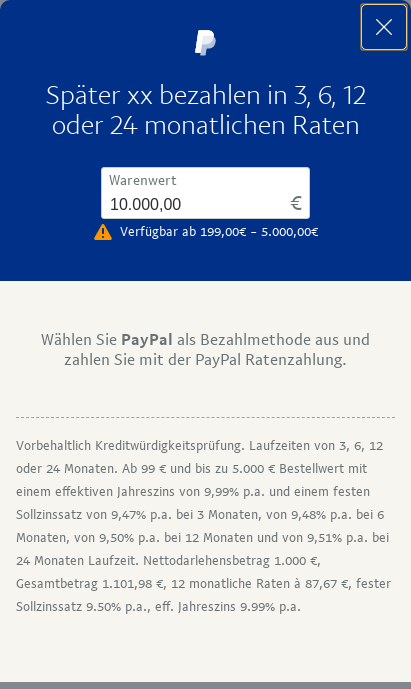 Später xx bezahlen in 3, 6, 12
oder 24 monatlichen Raten
Warenwert
10.000,00 €
Verfügbar ab 199,00€ – 5.000,00€
Wählen Sie PayPal als Bezahlmethode aus und
zahlen Sie mit der PayPal Ratenzahlung.
Vorbehaltlich Kreditwürdigkeitsprüfung. Laufzeiten von 3, 6, 12
oder 24 Monaten. Ab 99 € und bis zu 5.000 € Bestellwert mit
einem effektiven Jahreszins von 9,99% p.a. und einem festen
Sollzinssatz von 9,47% p.a. bei 3 Monaten, von 9,48% p.a. bei 6
Monaten, von 9,50% p.a. bei 12 Monaten und von 9,51% p.a. bei
24 Monaten Laufzeit. Nettodarlehensbetrag 1.000 €,
Gesamtbetrag 1.101,98 €, 12 monatliche Raten à 87,67 €, fester
Sollzinssatz 9.50% p.a., eff. Jahreszins 9.99% p.a.